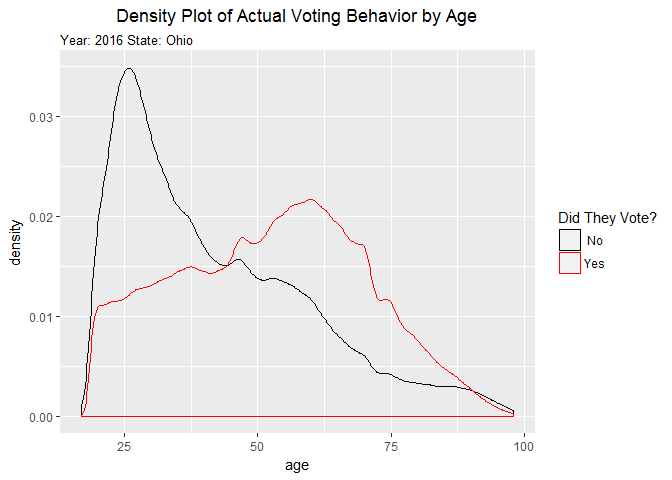 Density Plot of Actual Voting Behavior by Age
Year: 2016 State: Ohio
density
0.03
0.02
0.01
0.00
25 50 75 100
age
Did They Vote?
No
Yes